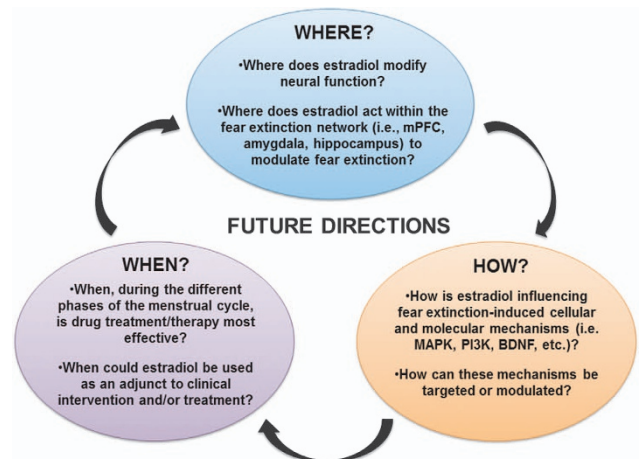 WHERE?
•Where does estradiol modify
neural function?
•Where does estradiol act within the
fear extinction network (i.e., mPFC,
amygdala, hippocampus) to
modulate fear extinction?
FUTURE DIRECTIONS
WHEN?
•When, during the different
phases of the menstrual cycle,
is drug treatment/therapy most
effective?
•When could estradiol be used
as an adjunct to clinical
intervention and/or treatment?
HOW?
•How is estradiol influencing
fear extinction-induced cellular
and molecular mechanisms (i.e.
MAPK, PI3K, BDNF, etc.)?
•How can these mechanisms be
targeted or modulated?